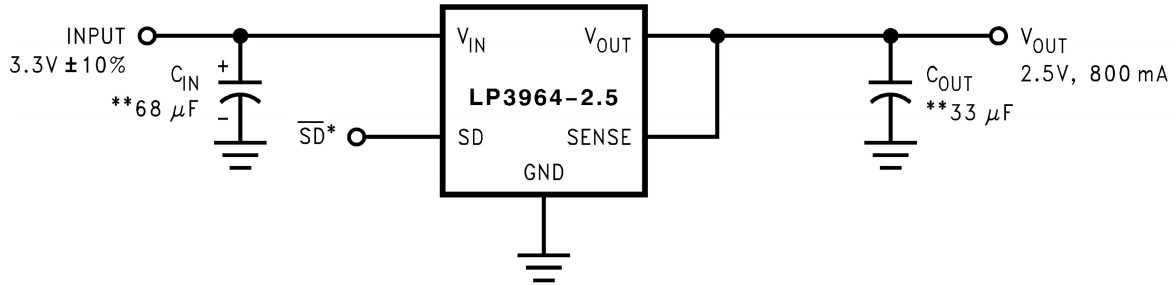 INPUT
3.3V ±10%
C_IN
+
**68 μF
−
S̅D̅*
V_IN
V_OUT
LP3964-2.5
SD
SENSE
GND
C_OUT
**33 μF
V_OUT
2.5V, 800 mA